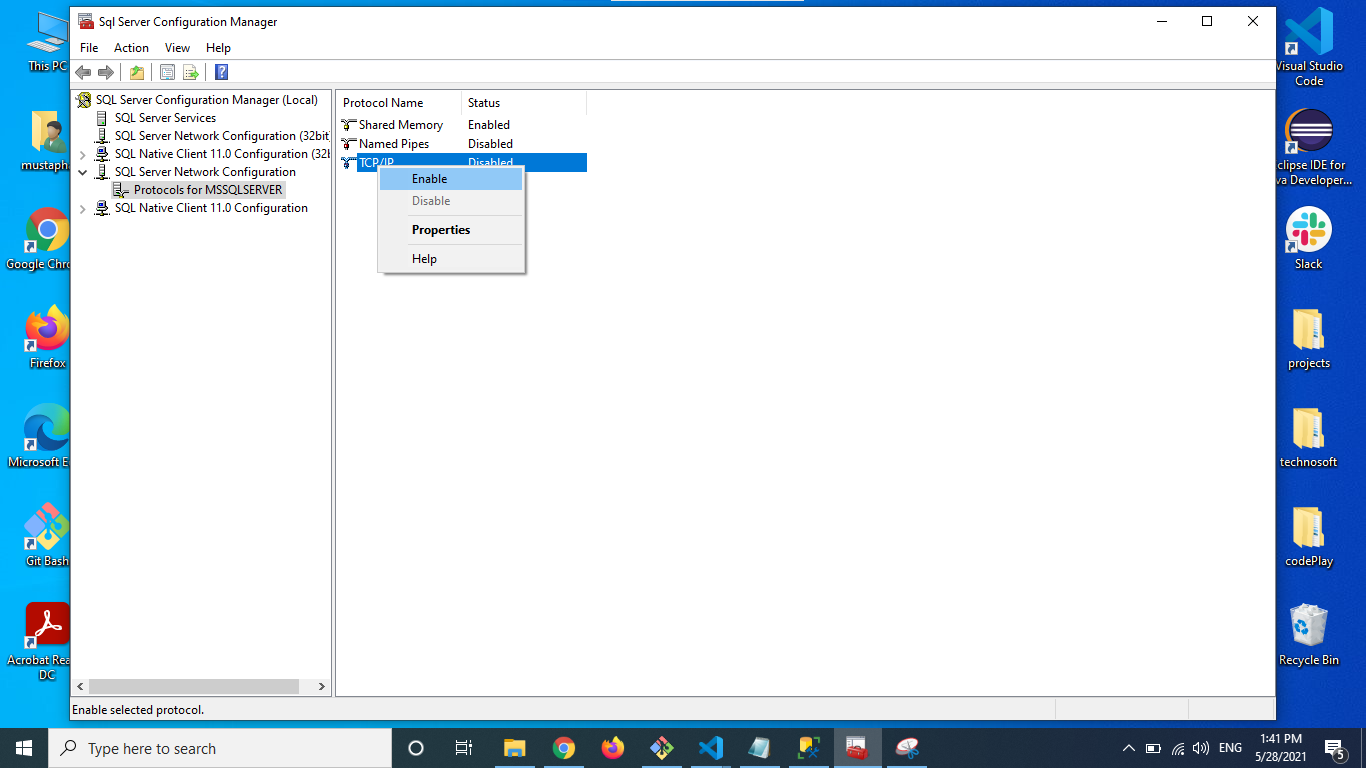 Sql Server Configuration Manager
File Action View Help
SQL Server Configuration Manager (Local)
SQL Server Services
SQL Server Network Configuration (32bit
SQL Native Client 11.0 Configuration (32b
SQL Server Network Configuration
Protocols for MSSQLSERVER
SQL Native Client 11.0 Configuration
Protocol Name Status
Shared Memory Enabled
Named Pipes Disabled
TCP/IP Disabled
Enable
Disable
Properties
Help
Enable selected protocol.
This PC
mustaph
Google Chro
Firefox
Microsoft E
Git Bash
Acrobat Rea
DC
Visual Studio
Code
Eclipse IDE for
va Developer...
Slack
projects
technosoft
codePlay
Recycle Bin
Type here to search
ENG
1:41 PM
5/28/2021
5